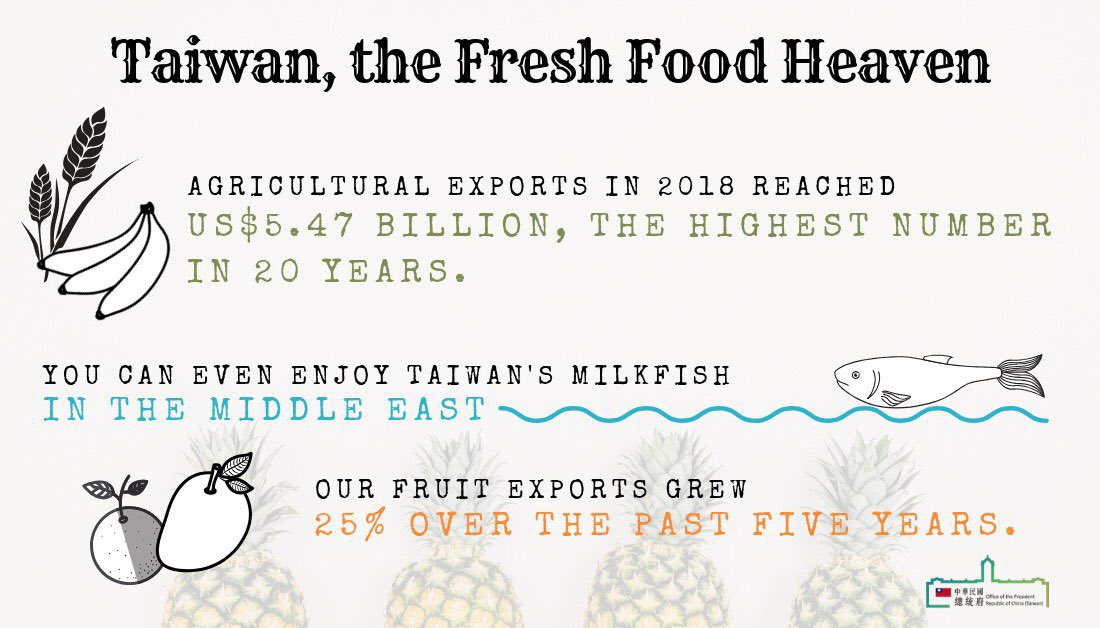 Taiwan, the Fresh Food Heaven
AGRICULTURAL EXPORTS IN 2018 REACHED
US$5.47 BILLION, THE HIGHEST NUMBER
IN 20 YEARS.
YOU CAN EVEN ENJOY TAIWAN'S MILKFISH
IN THE MIDDLE EAST
OUR FRUIT EXPORTS GREW
25% OVER THE PAST FIVE YEARS.
中華民國
總統府
Office of the President
Republic of China (Taiwan)